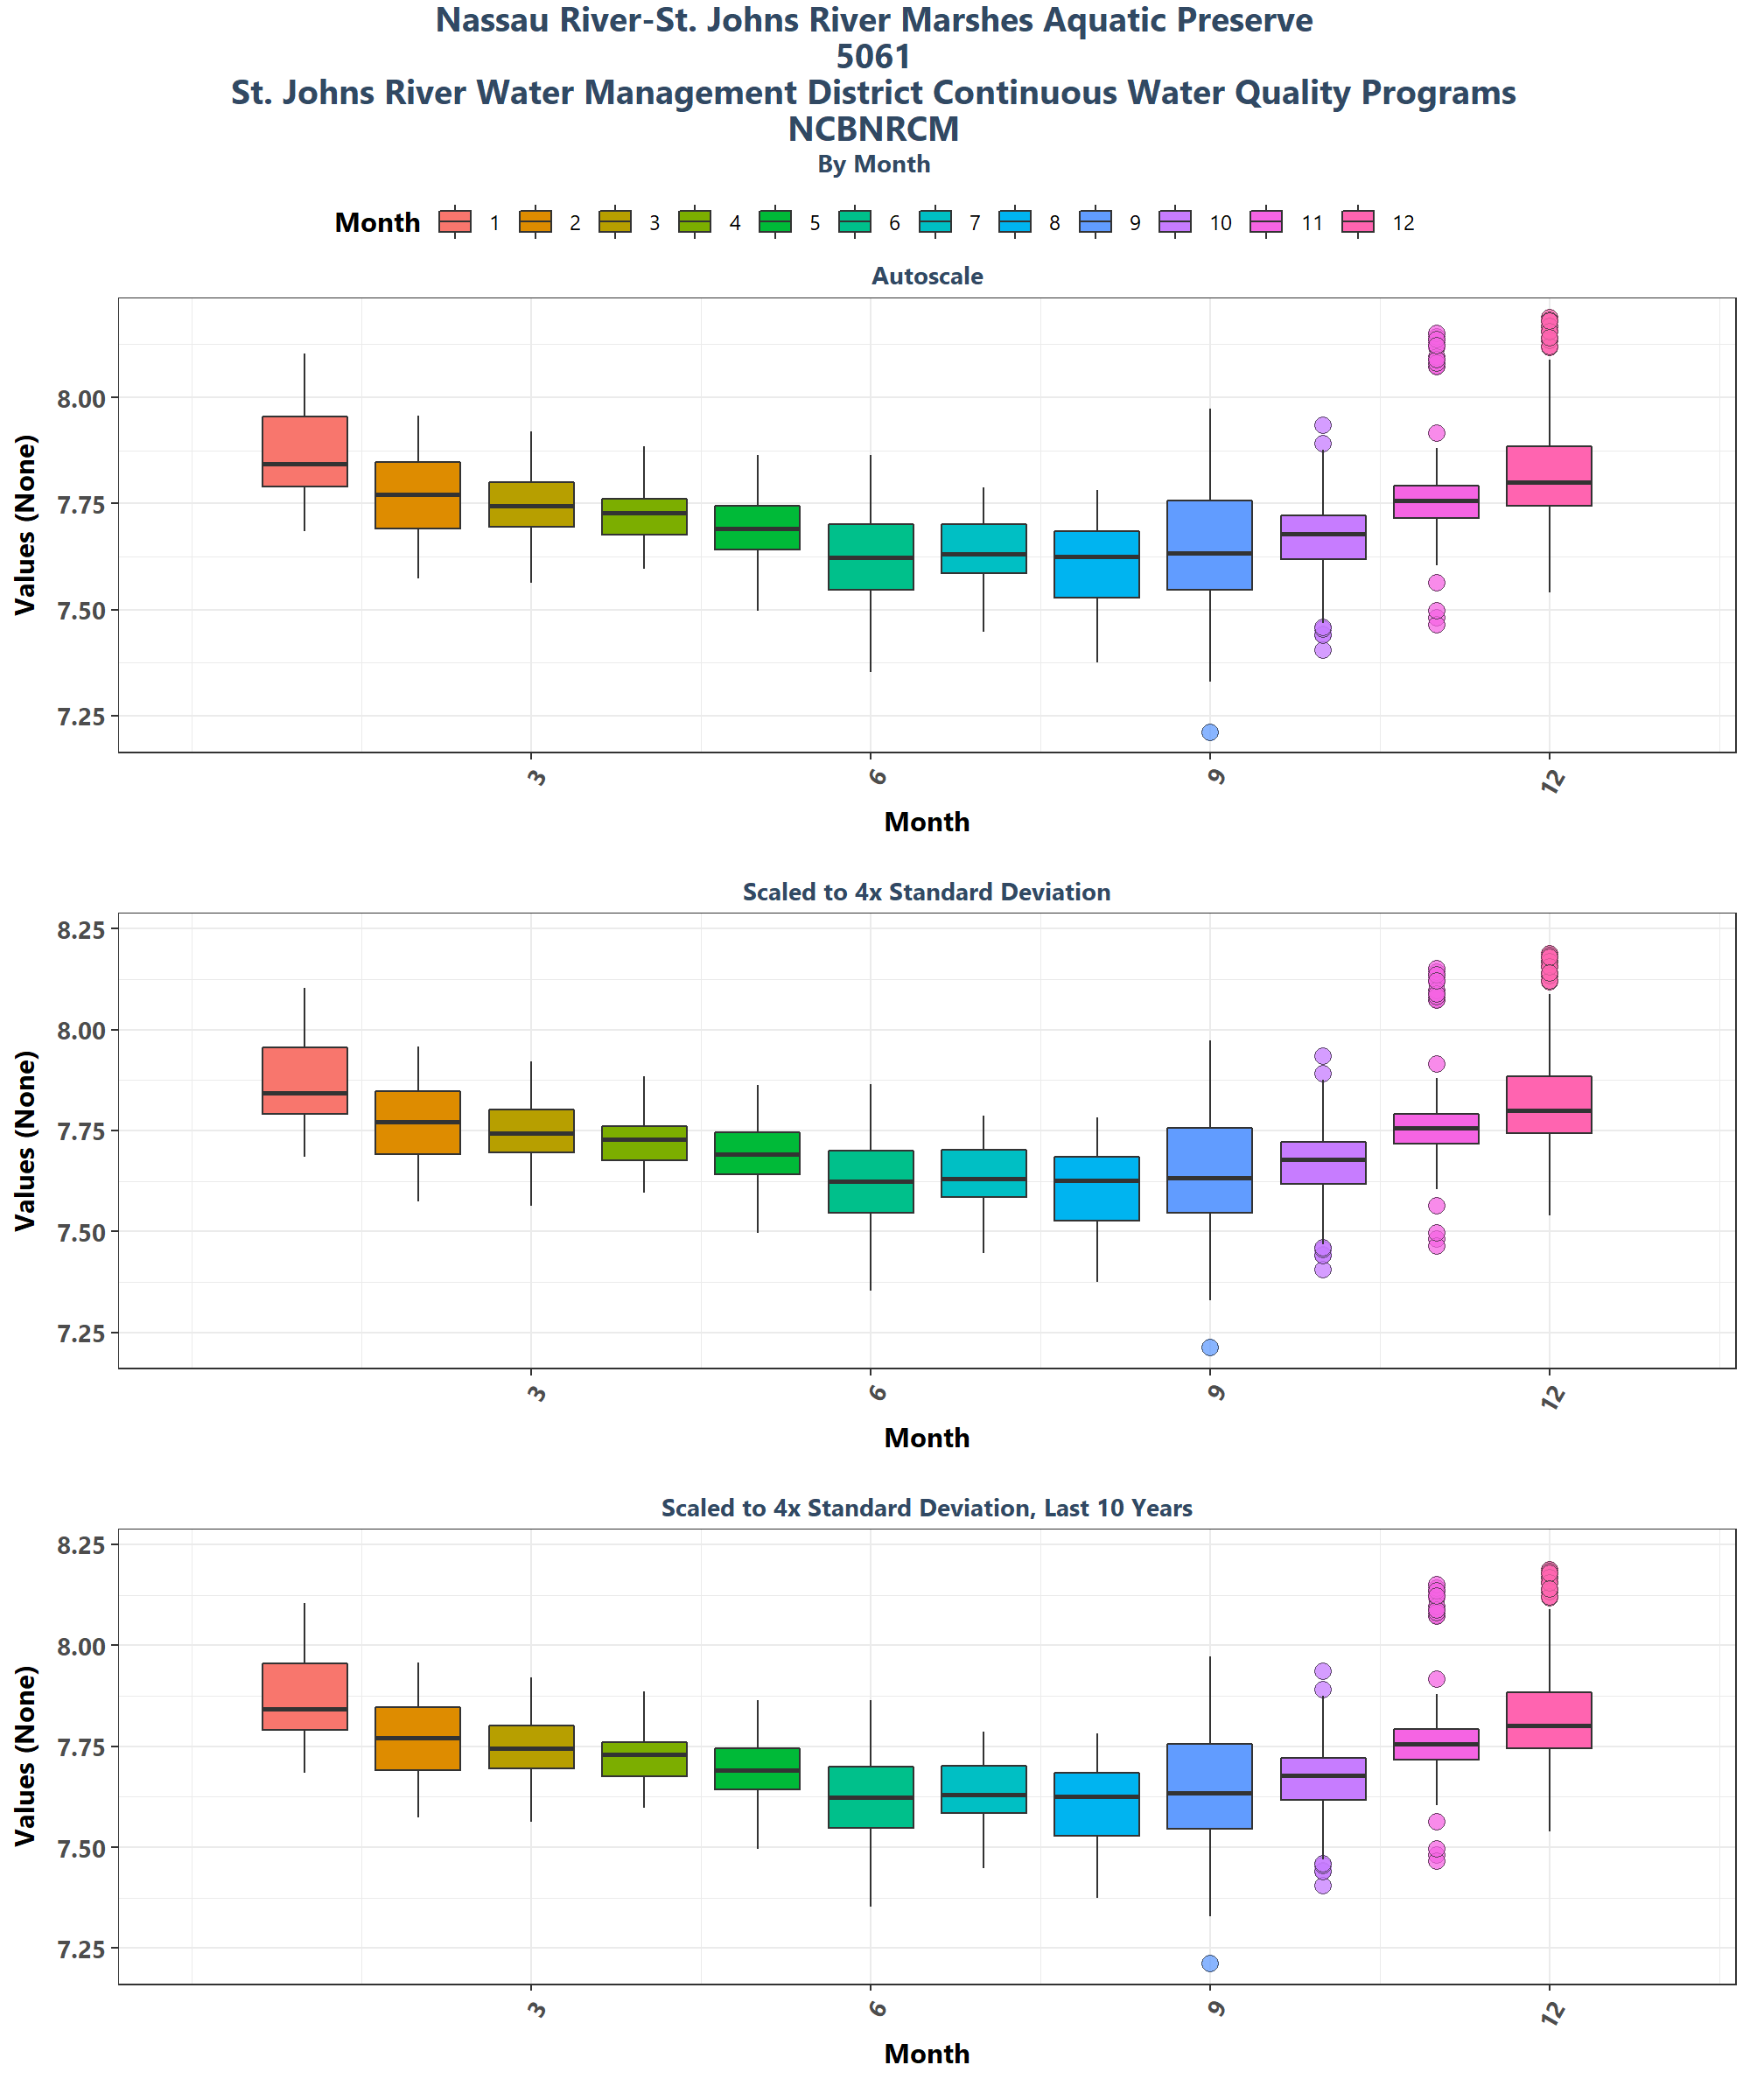 Nassau River-St. Johns River Marshes Aquatic Preserve
5061
St. Johns River Water Management District Continuous Water Quality Programs
NCBNRCM
By Month
Month 1 2 3 4 5 6 7 8 9 10 11 12
Autoscale
Values (None)
8.00
7.75
7.50
7.25
3 6 9 12
Month
Scaled to 4x Standard Deviation
Values (None)
8.25
8.00
7.75
7.50
7.25
3 6 9 12
Month
Scaled to 4x Standard Deviation, Last 10 Years
Values (None)
8.25
8.00
7.75
7.50
7.25
3 6 9 12
Month